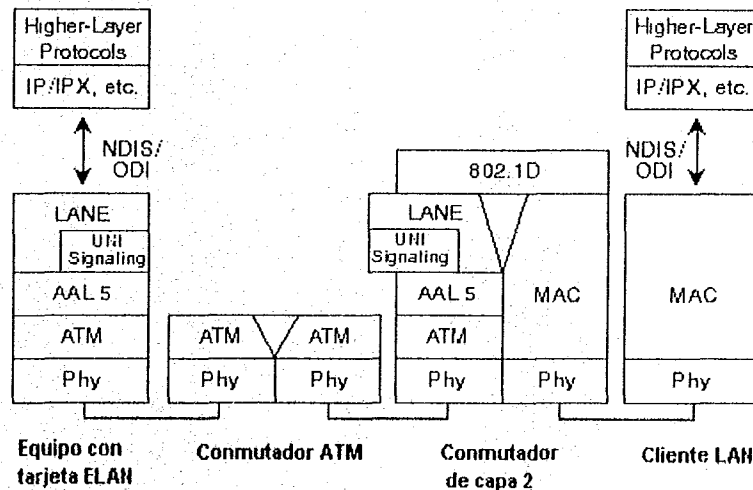 Higher-Layer
Protocols
IP/IPX, etc.
NDIS/
ODI
LANE
UNI
Signaling
AAL 5
ATM
Phy
Equipo con
tarjeta ELAN
ATM
ATM
Phy
Phy
Conmutador ATM
802.1D
LANE
UNI
Signaling
AAL 5
ATM
Phy
MAC
Phy
Conmutador
de capa 2
Higher-Layer
Protocols
IP/IPX, etc.
NDIS/
ODI
MAC
Phy
Cliente LAN